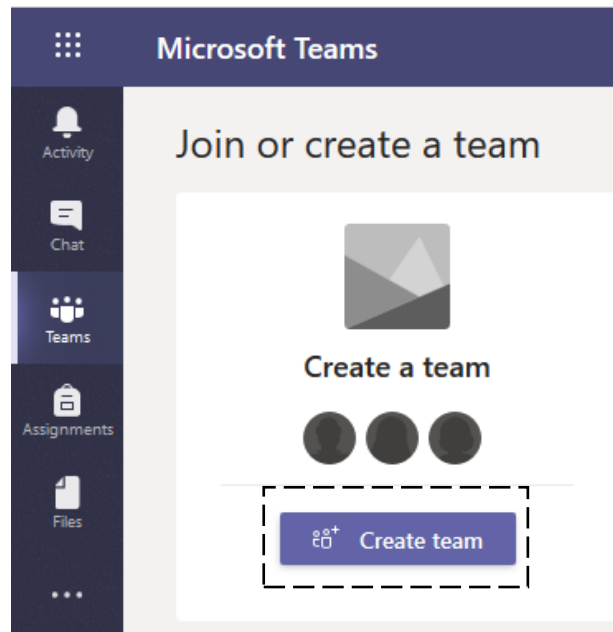 Microsoft Teams
Activity
Chat
Teams
Assignments
Files
Join or create a team
Create a team
Create team